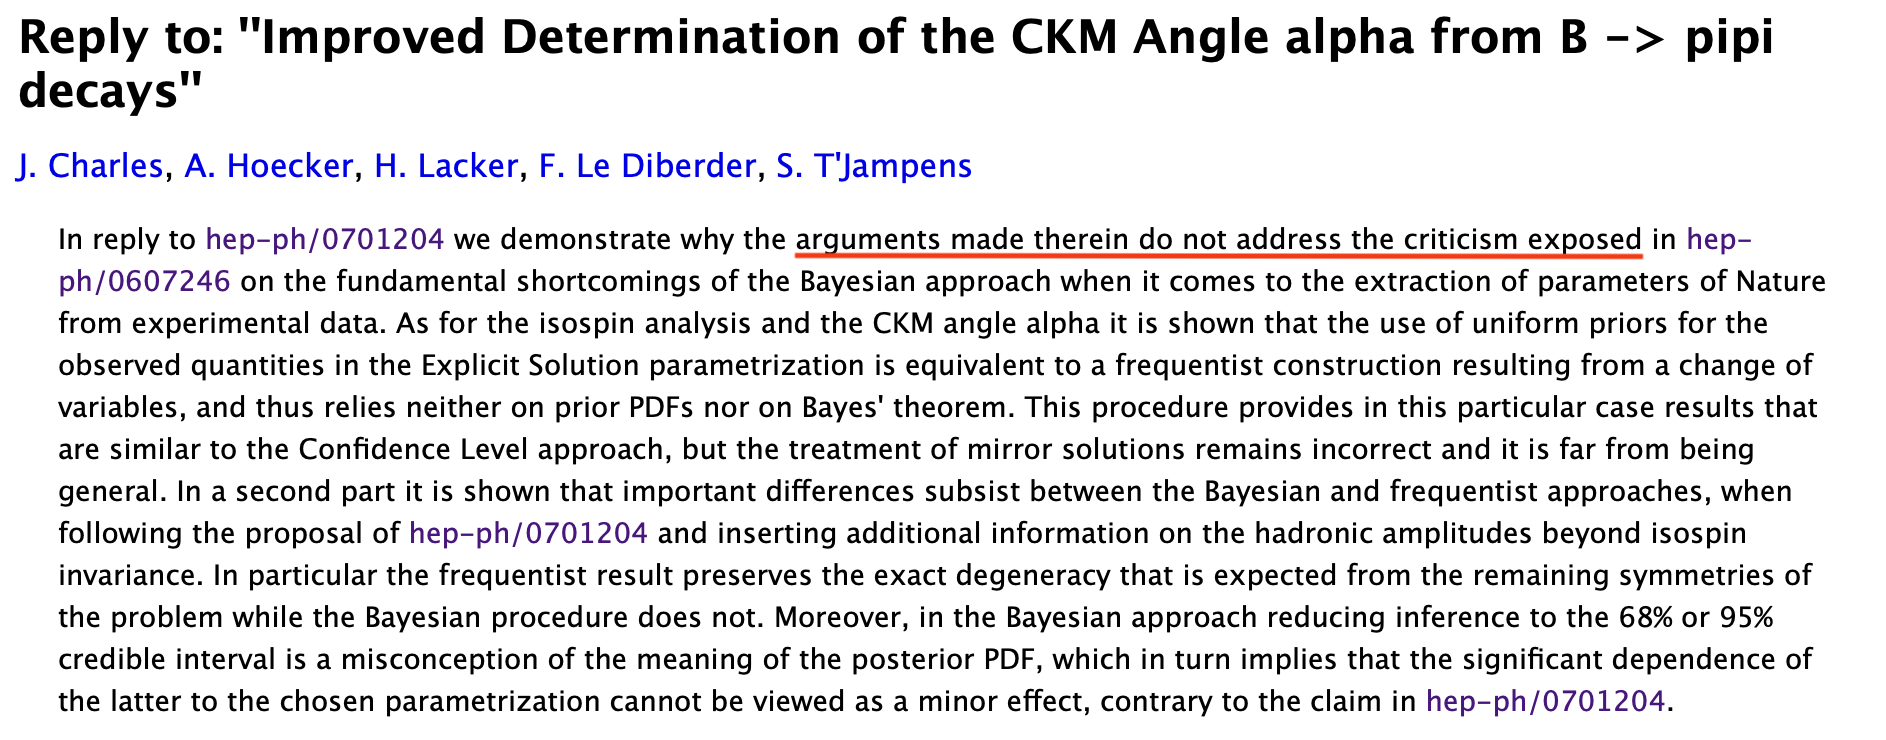 Reply to: "Improved Determination of the CKM Angle alpha from B -> pipi
decays"
J. Charles, A. Hoecker, H. Lacker, F. Le Diberder, S. T'Jampens
In reply to hep-ph/0701204 we demonstrate why the arguments made therein do not address the criticism exposed in hep-
ph/0607246 on the fundamental shortcomings of the Bayesian approach when it comes to the extraction of parameters of Nature
from experimental data. As for the isospin analysis and the CKM angle alpha it is shown that the use of uniform priors for the
observed quantities in the Explicit Solution parametrization is equivalent to a frequentist construction resulting from a change of
variables, and thus relies neither on prior PDFs nor on Bayes' theorem. This procedure provides in this particular case results that
are similar to the Confidence Level approach, but the treatment of mirror solutions remains incorrect and it is far from being
general. In a second part it is shown that important differences subsist between the Bayesian and frequentist approaches, when
following the proposal of hep-ph/0701204 and inserting additional information on the hadronic amplitudes beyond isospin
invariance. In particular the frequentist result preserves the exact degeneracy that is expected from the remaining symmetries of
the problem while the Bayesian procedure does not. Moreover, in the Bayesian approach reducing inference to the 68% or 95%
credible interval is a misconception of the meaning of the posterior PDF, which in turn implies that the significant dependence of
the latter to the chosen parametrization cannot be viewed as a minor effect, contrary to the claim in hep-ph/0701204.